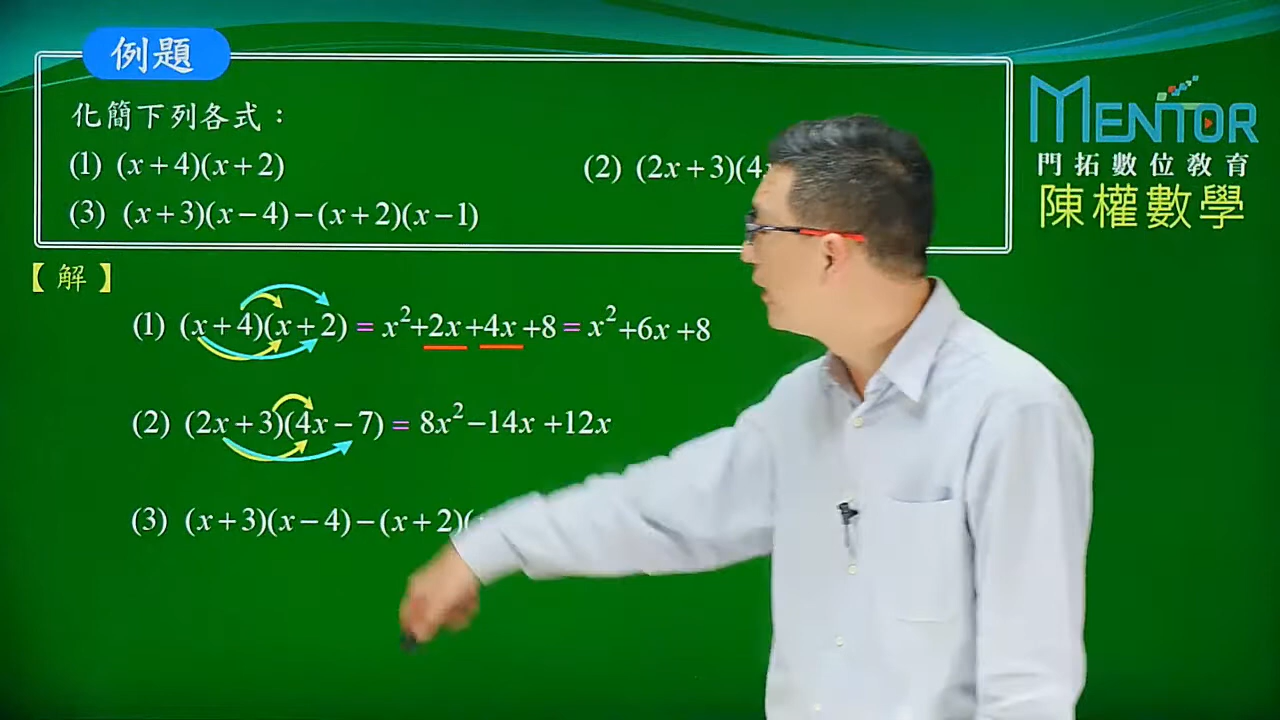 例題
化簡下列各式：
(1) (x+4)(x+2)
(2) (2x+3)(4
(3) (x+3)(x−4)−(x+2)(x−1)
MENTOR
門拓數位教育
陳權數學
【解】
(1) (x+4)(x+2) = x²+2x+4x+8 = x²+6x+8
(2) (2x+3)(4x−7) = 8x²−14x+12x
(3) (x+3)(x−4)−(x+2)(